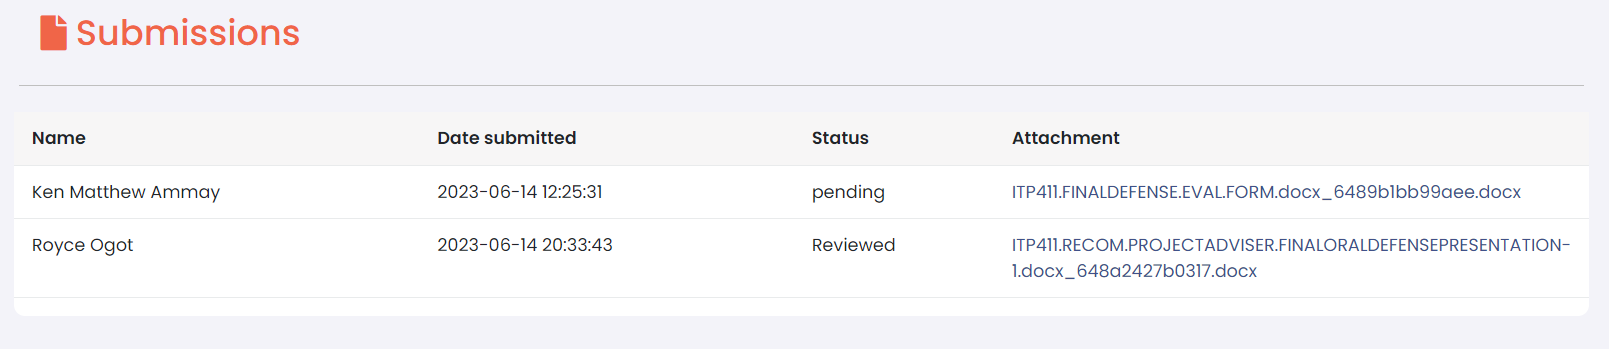 Submissions
Name Date submitted Status Attachment
Ken Matthew Ammay 2023-06-14 12:25:31 pending ITP411.FINALDEFENSE.EVAL.FORM.docx_6489b1bb99aee.docx
Royce Ogot 2023-06-14 20:33:43 Reviewed ITP411.RECOM.PROJECTADVISER.FINALORALDEFENSEPRESENTATION-
1.docx_648a2427b0317.docx